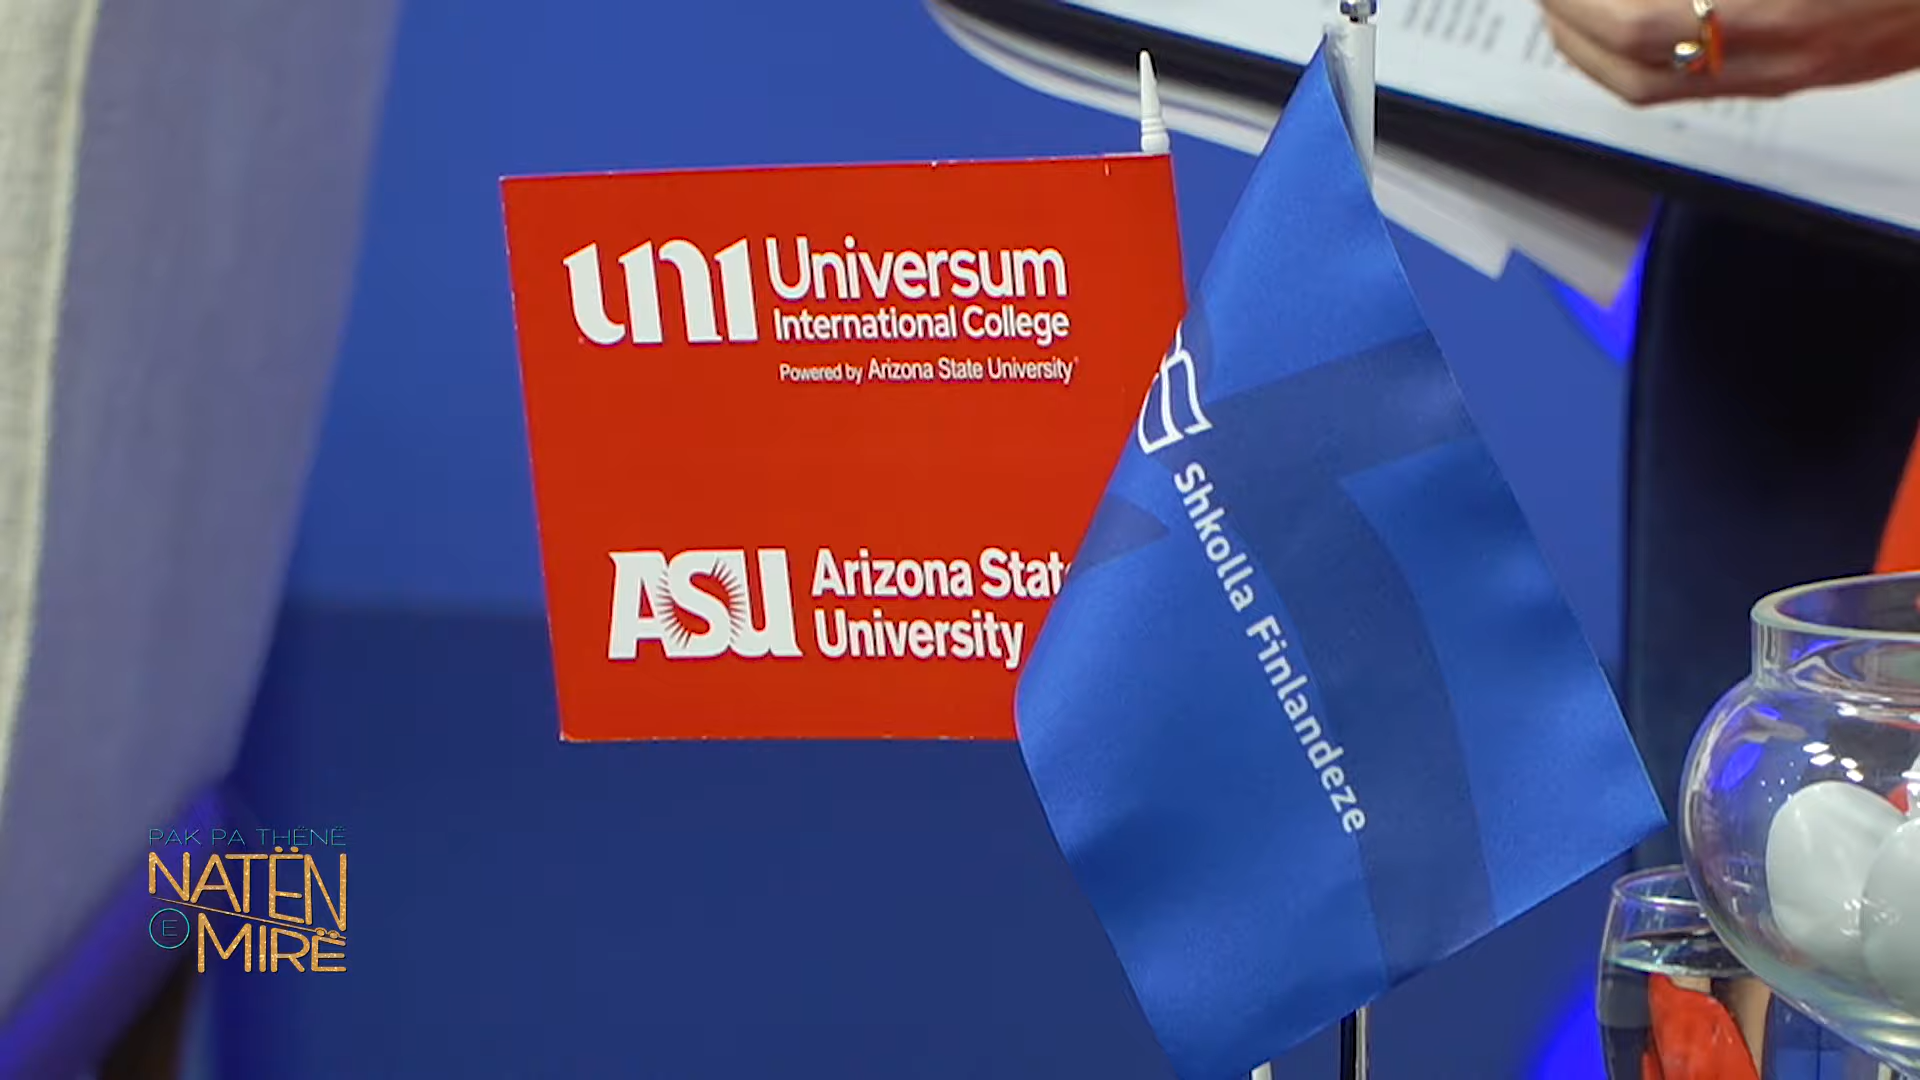 uni Universum
International College
Powered by Arizona State University
ASU Arizona State
University
Shkolla Finlandeze
PAK PA THËNË
NATËN
E MIRË